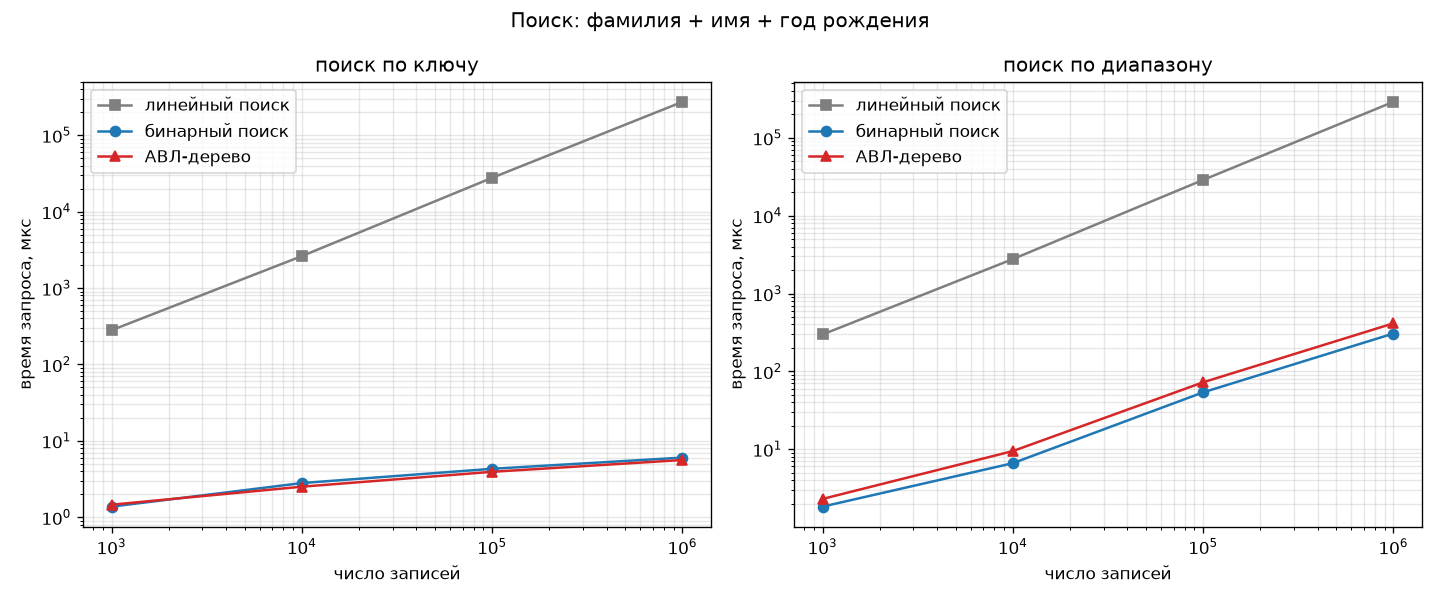 Поиск: фамилия + имя + год рождения
поиск по ключу
линейный поиск
бинарный поиск
АВЛ-дерево
время запроса, мкс
10⁵
10⁴
10³
10²
10¹
10⁰
10³ 10⁴ 10⁵ 10⁶
число записей
поиск по диапазону
линейный поиск
бинарный поиск
АВЛ-дерево
время запроса, мкс
10⁵
10⁴
10³
10²
10¹
10³ 10⁴ 10⁵ 10⁶
число записей